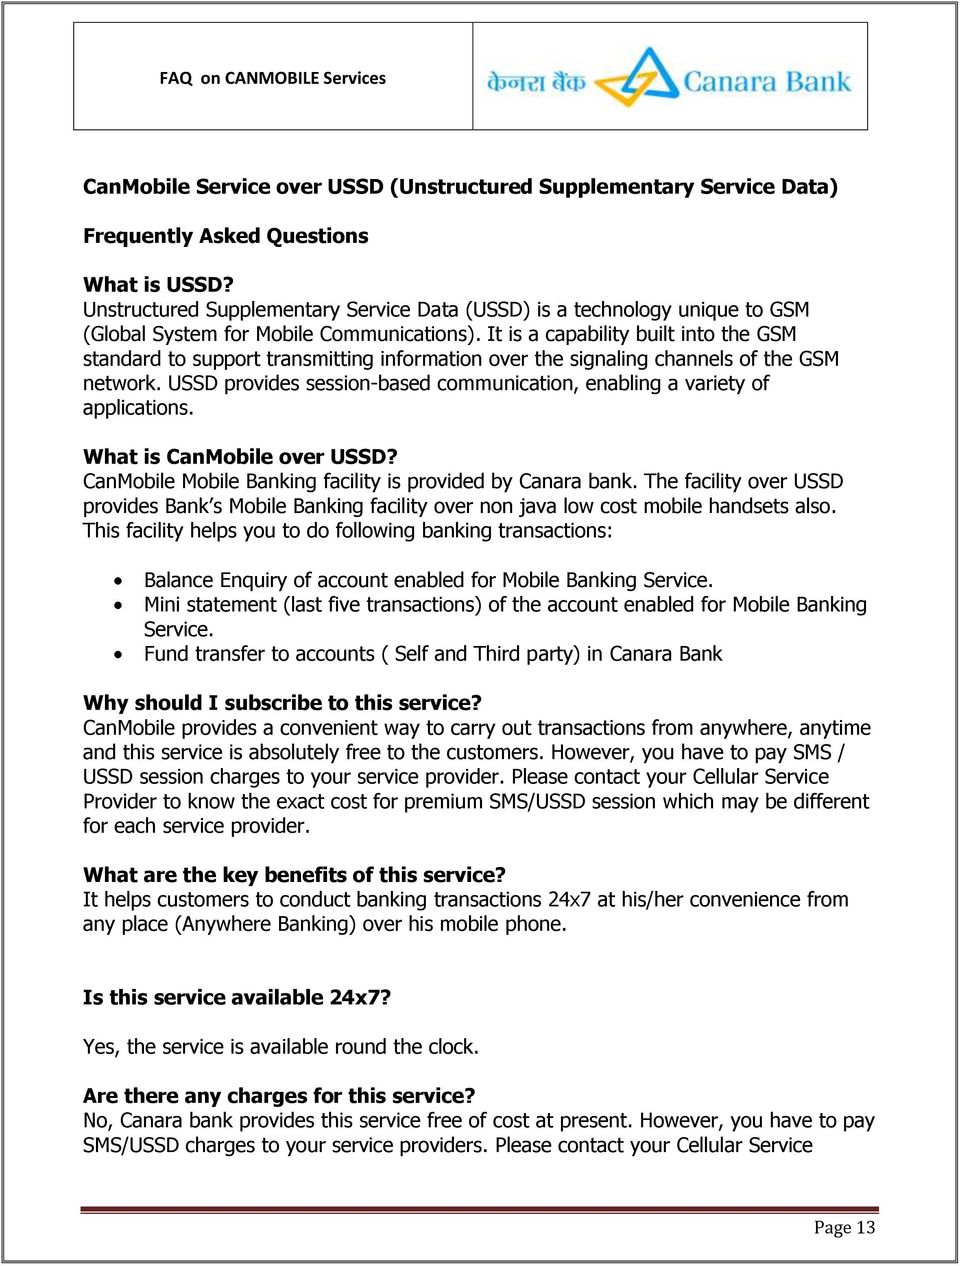 FAQ on CANMOBILE Services
केनरा बैंक Canara Bank
CanMobile Service over USSD (Unstructured Supplementary Service Data)
Frequently Asked Questions
What is USSD?
Unstructured Supplementary Service Data (USSD) is a technology unique to GSM
(Global System for Mobile Communications). It is a capability built into the GSM
standard to support transmitting information over the signaling channels of the GSM
network. USSD provides session-based communication, enabling a variety of
applications.
What is CanMobile over USSD?
CanMobile Mobile Banking facility is provided by Canara bank. The facility over USSD
provides Bank’s Mobile Banking facility over non java low cost mobile handsets also.
This facility helps you to do following banking transactions:
• Balance Enquiry of account enabled for Mobile Banking Service.
• Mini statement (last five transactions) of the account enabled for Mobile Banking
Service.
• Fund transfer to accounts ( Self and Third party) in Canara Bank
Why should I subscribe to this service?
CanMobile provides a convenient way to carry out transactions from anywhere, anytime
and this service is absolutely free to the customers. However, you have to pay SMS /
USSD session charges to your service provider. Please contact your Cellular Service
Provider to know the exact cost for premium SMS/USSD session which may be different
for each service provider.
What are the key benefits of this service?
It helps customers to conduct banking transactions 24x7 at his/her convenience from
any place (Anywhere Banking) over his mobile phone.
Is this service available 24x7?
Yes, the service is available round the clock.
Are there any charges for this service?
No, Canara bank provides this service free of cost at present. However, you have to pay
SMS/USSD charges to your service providers. Please contact your Cellular Service
Page 13